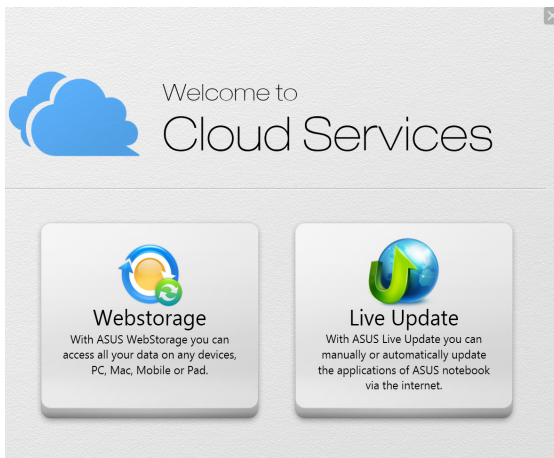 Welcome to
Cloud Services
Webstorage
With ASUS WebStorage you can
access all your data on any devices,
PC, Mac, Mobile or Pad.
Live Update
With ASUS Live Update you can
manually or automatically update
the applications of ASUS notebook
via the internet.